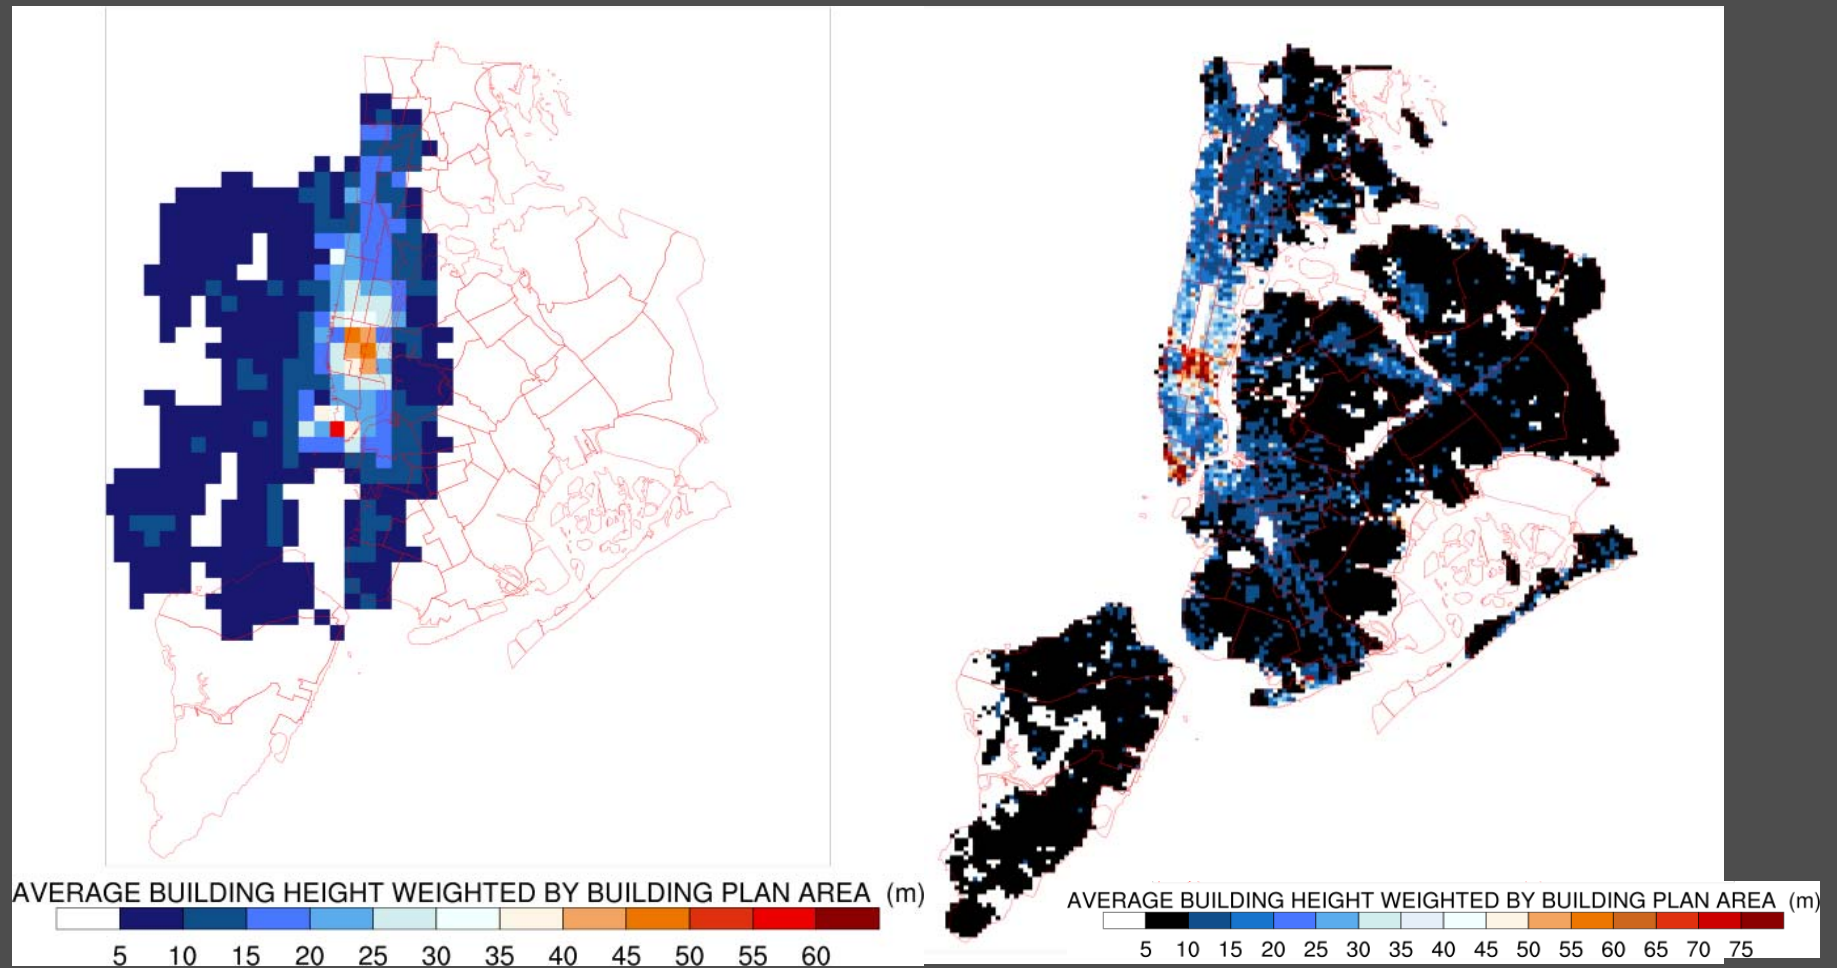 AVERAGE BUILDING HEIGHT WEIGHTED BY BUILDING PLAN AREA (m)
5 10 15 20 25 30 35 40 45 50 55 60
AVERAGE BUILDING HEIGHT WEIGHTED BY BUILDING PLAN AREA (m)
5 10 15 20 25 30 35 40 45 50 55 60 65 70 75